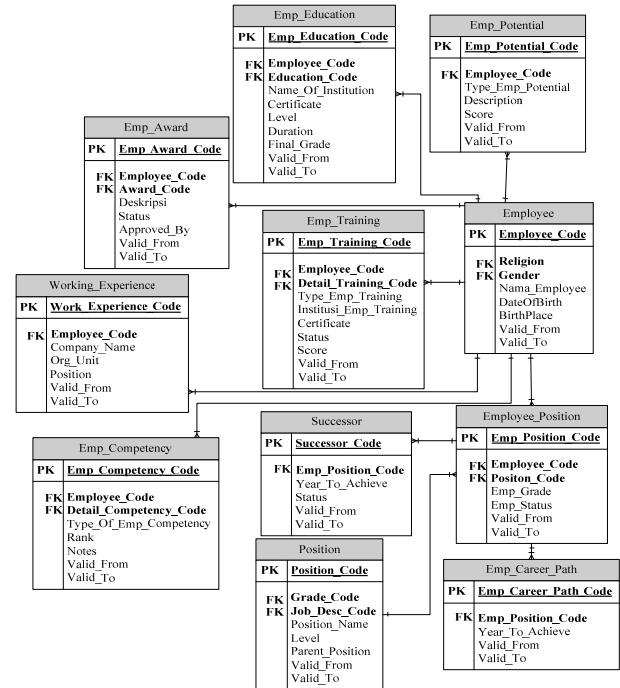 Emp_Education
PK Emp_Education_Code
FK Employee_Code
FK Education_Code
Name_Of_Institution
Certificate
Level
Duration
Final_Grade
Valid_From
Valid_To
Emp_Potential
PK Emp_Potential_Code
FK Employee_Code
Type_Emp_Potential
Description
Score
Valid_From
Valid_To
Emp_Award
PK Emp_Award_Code
FK Employee_Code
FK Award_Code
Deskripsi
Status
Approved_By
Valid_From
Valid_To
Emp_Training
PK Emp_Training_Code
FK Employee_Code
FK Detail_Training_Code
Type_Emp_Training
Institusi_Emp_Training
Certificate
Status
Score
Valid_From
Valid_To
Employee
PK Employee_Code
FK Religion
FK Gender
Nama_Employee
DateOfBirth
BirthPlace
Valid_From
Valid_To
Working_Experience
PK Work_Experience_Code
FK Employee_Code
Company_Name
Org_Unit
Position
Valid_From
Valid_To
Emp_Competency
PK Emp_Competency_Code
FK Employee_Code
FK Detail_Competency_Code
Type_Of_Emp_Competency
Rank
Notes
Valid_From
Valid_To
Successor
PK Successor_Code
FK Emp_Position_Code
Year_To_Achieve
Status
Valid_From
Valid_To
Employee_Position
PK Emp_Position_Code
FK Employee_Code
FK Positon_Code
Emp_Grade
Emp_Status
Valid_From
Valid_To
Position
PK Position_Code
FK Grade_Code
FK Job_Desc_Code
Position_Name
Level
Parent_Position
Valid_From
Valid_To
Emp_Career_Path
PK Emp_Career_Path_Code
FK Emp_Position_Code
Year_To_Achieve
Valid_From
Valid_To